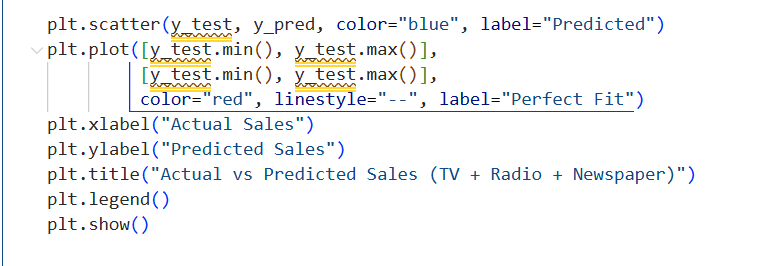 plt.scatter(y_test, y_pred, color="blue", label="Predicted")
plt.plot([y_test.min(), y_test.max()],
[y_test.min(), y_test.max()],
color="red", linestyle="--", label="Perfect Fit")
plt.xlabel("Actual Sales")
plt.ylabel("Predicted Sales")
plt.title("Actual vs Predicted Sales (TV + Radio + Newspaper)")
plt.legend()
plt.show()